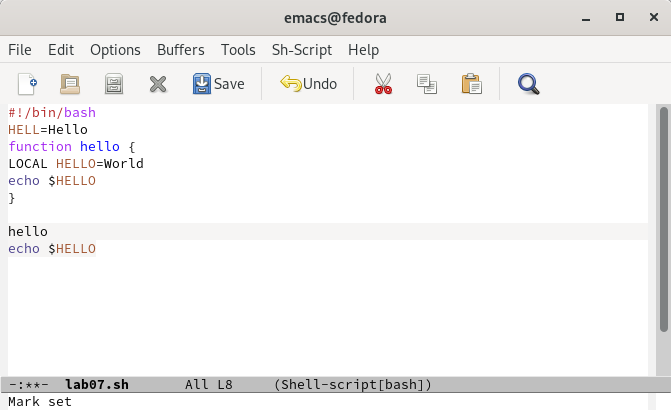 emacs@fedora
File Edit Options Buffers Tools Sh-Script Help
Save Undo
#!/bin/bash
HELL=Hello
function hello {
LOCAL HELLO=World
echo $HELLO
}
hello
echo $HELLO
-:**- lab07.sh All L8 (Shell-script[bash])
Mark set